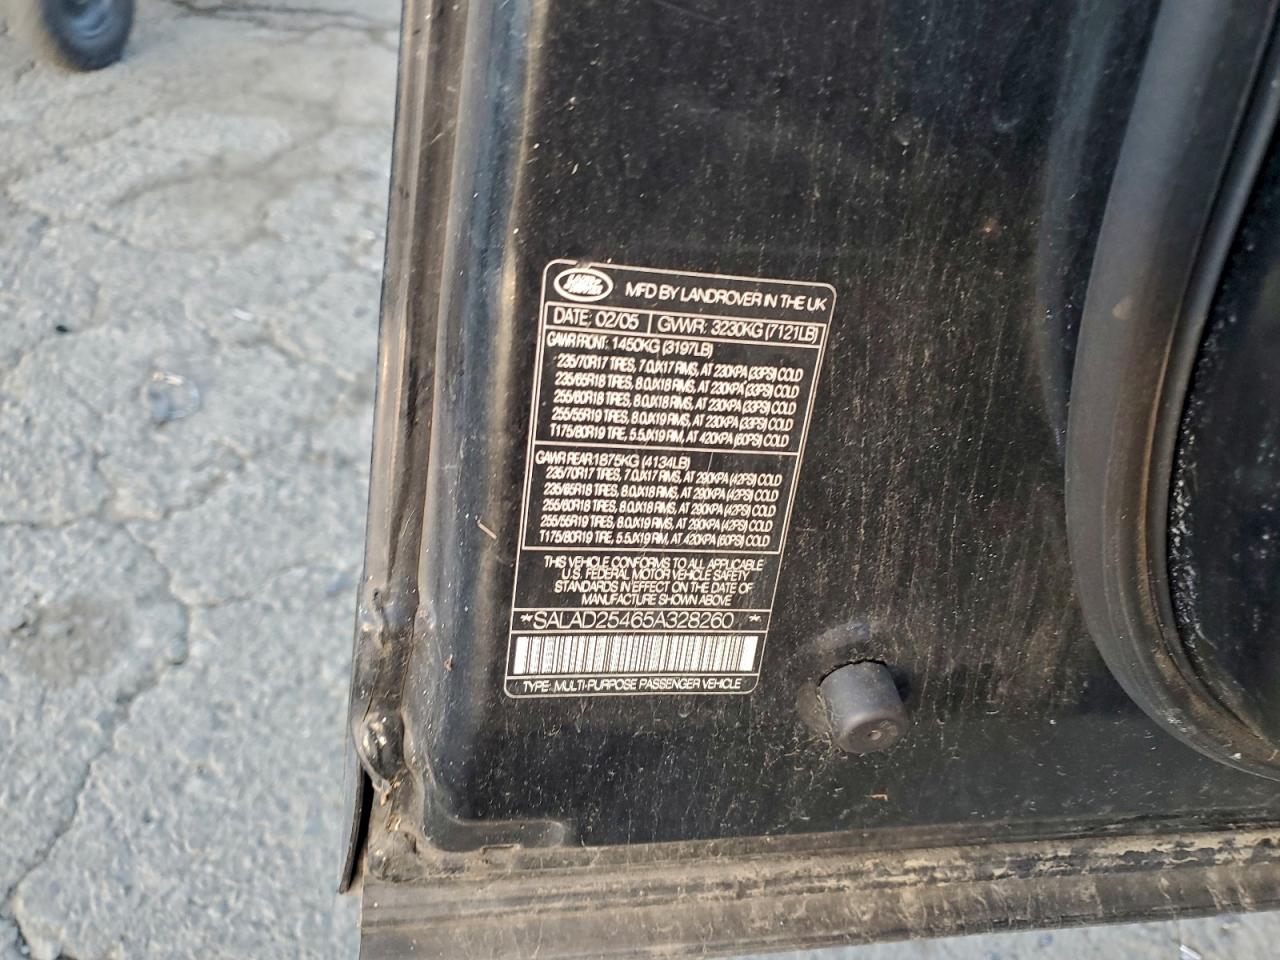 LAND ROVER
MFD BY LANDROVER IN THE UK
DATE: 02/05 GVWR: 3230KG (7121LB)
GAWR FRONT: 1450KG (3197LB)
235/70R17 TIRES, 7.0JX17 RIMS, AT 230KPA (33PSI) COLD
235/65R18 TIRES, 8.0JX18 RIMS, AT 230KPA (33PSI) COLD
255/60R18 TIRES, 8.0JX18 RIMS, AT 230KPA (33PSI) COLD
255/55R19 TIRES, 8.0JX19 RIMS, AT 230KPA (33PSI) COLD
T175/80R19 TIRE, 5.5JX19 RIM, AT 420KPA (60PSI) COLD
GAWR REAR1875KG (4134LB)
235/70R17 TIRES, 7.0JX17 RIMS, AT 290KPA (42PSI) COLD
235/65R18 TIRES, 8.0JX18 RIMS, AT 290KPA (42PSI) COLD
255/60R18 TIRES, 8.0JX18 RIMS, AT 290KPA (42PSI) COLD
255/55R19 TIRES, 8.0JX19 RIMS, AT 290KPA (42PSI) COLD
T175/80R19 TIRE, 5.5JX19 RIM, AT 420KPA (60PSI) COLD
THIS VEHICLE CONFORMS TO ALL APPLICABLE
U.S. FEDERAL MOTOR VEHICLE SAFETY
STANDARDS IN EFFECT ON THE DATE OF
MANUFACTURE SHOWN ABOVE
*SALAD25465A328260 *
TYPE: MULTI-PURPOSE PASSENGER VEHICLE